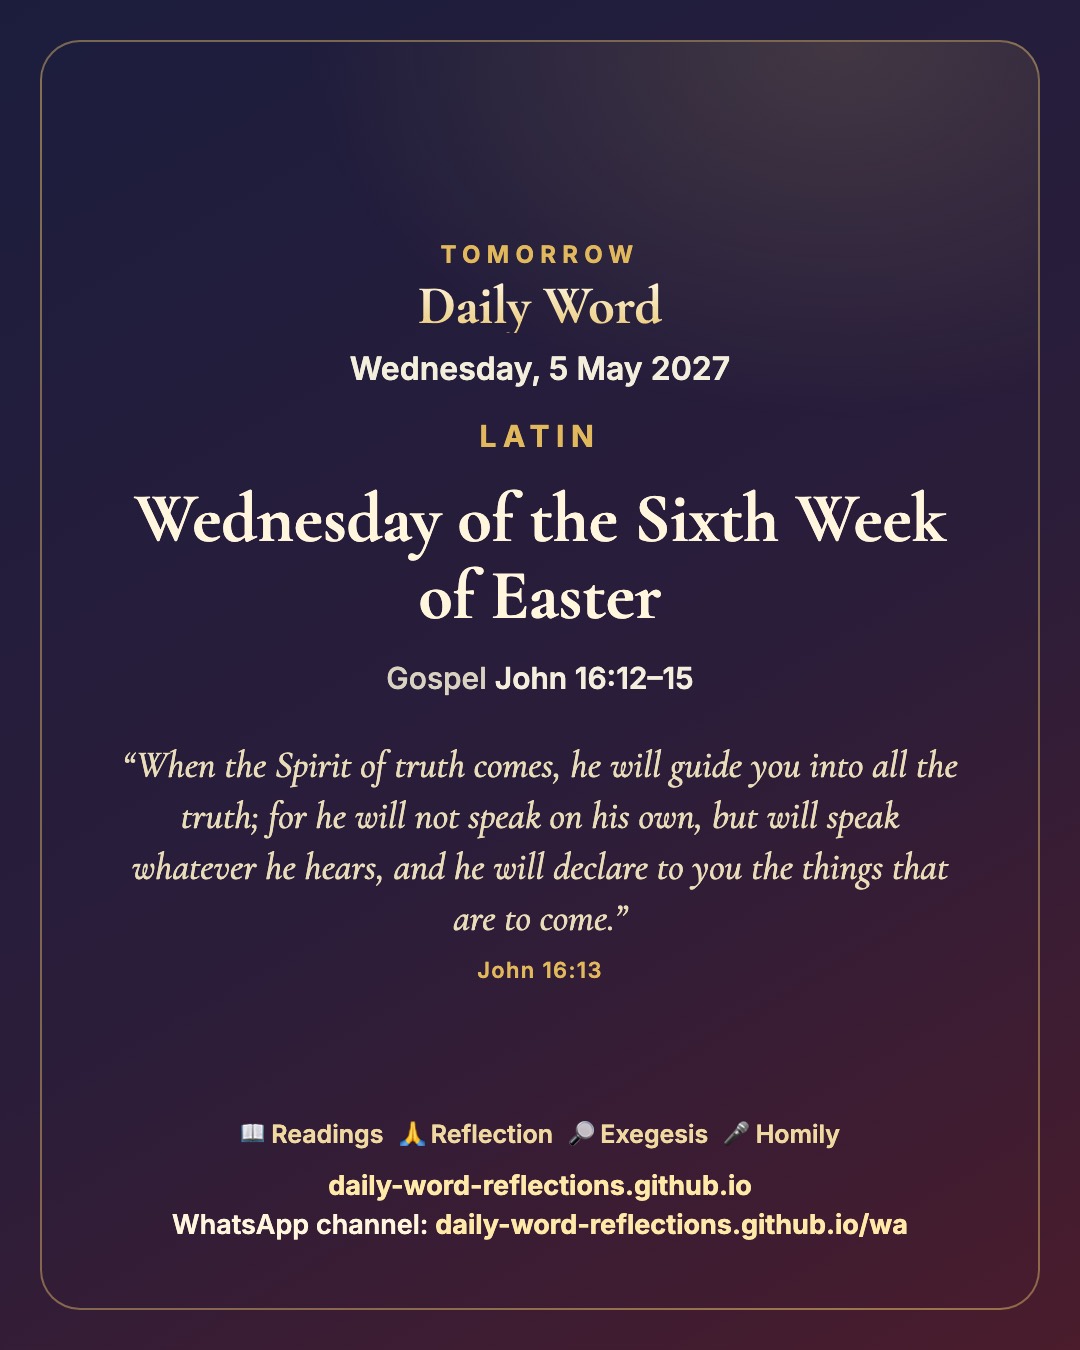 TOMORROW
Daily Word
Wednesday, 5 May 2027
LATIN
Wednesday of the Sixth Week
of Easter
Gospel John 16:12–15
“When the Spirit of truth comes, he will guide you into all the
truth; for he will not speak on his own, but will speak
whatever he hears, and he will declare to you the things that
are to come.”
John 16:13
📖 Readings 🙏 Reflection 🔎 Exegesis 🎤 Homily
daily-word-reflections.github.io
WhatsApp channel: daily-word-reflections.github.io/wa